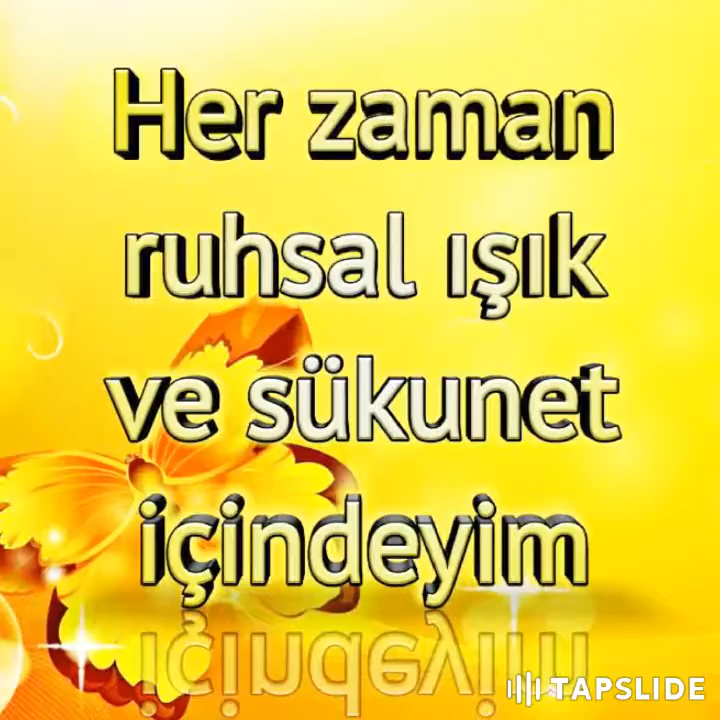 Her zaman
ruhsal ışık
ve sükunet
içindeyim
TAPSLIDE